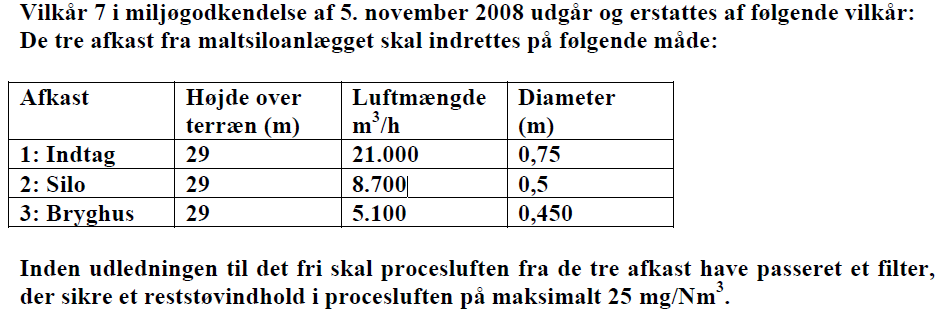 Vilkår 7 i miljøgodkendelse af 5. november 2008 udgår og erstattes af følgende vilkår:
De tre afkast fra maltsiloanlægget skal indrettes på følgende måde:
Afkast Højde over terræn (m) Luftmængde m³/h Diameter (m)
1: Indtag 29 21.000 0,75
2: Silo 29 8.700 0,5
3: Bryghus 29 5.100 0,450
Inden udledningen til det fri skal procesluften fra de tre afkast have passeret et filter,
der sikre et reststøvindhold i procesluften på maksimalt 25 mg/Nm³.